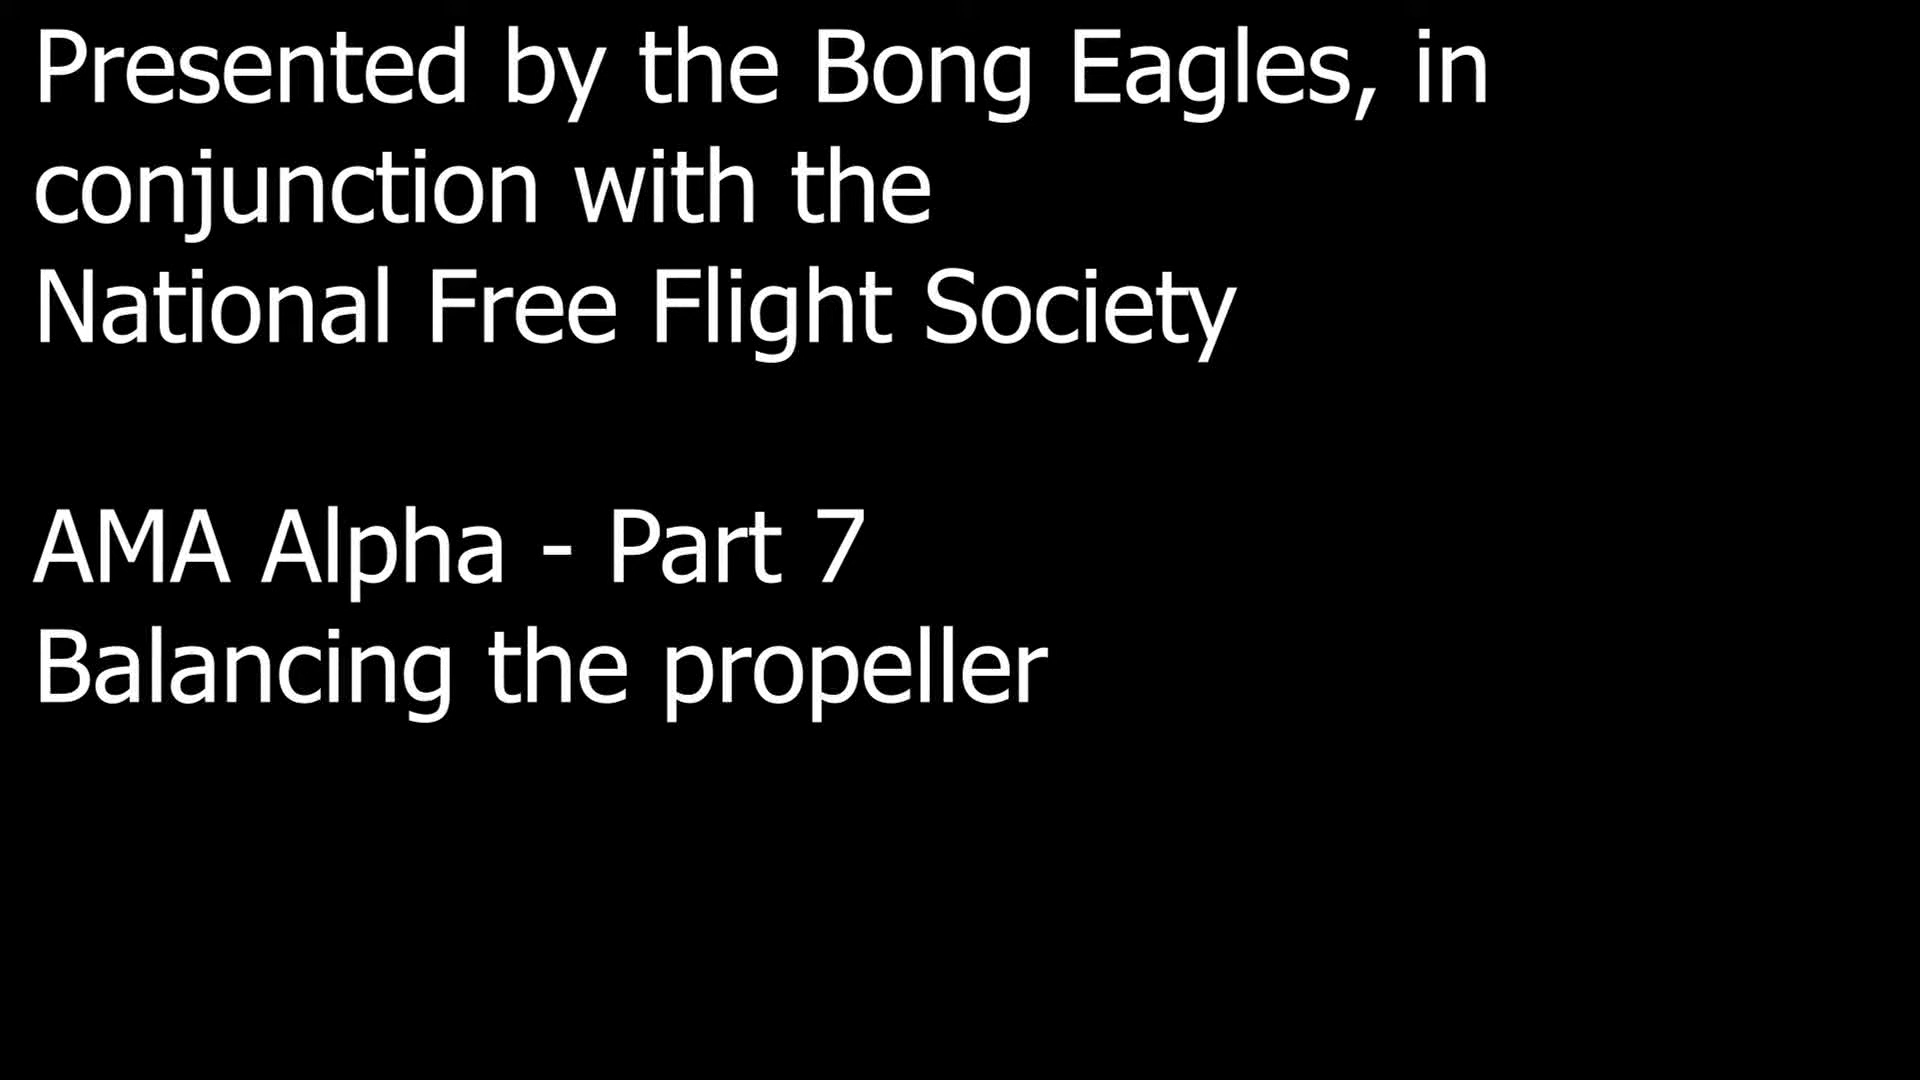 Presented by the Bong Eagles, in
conjunction with the
National Free Flight Society
AMA Alpha - Part 7
Balancing the propeller